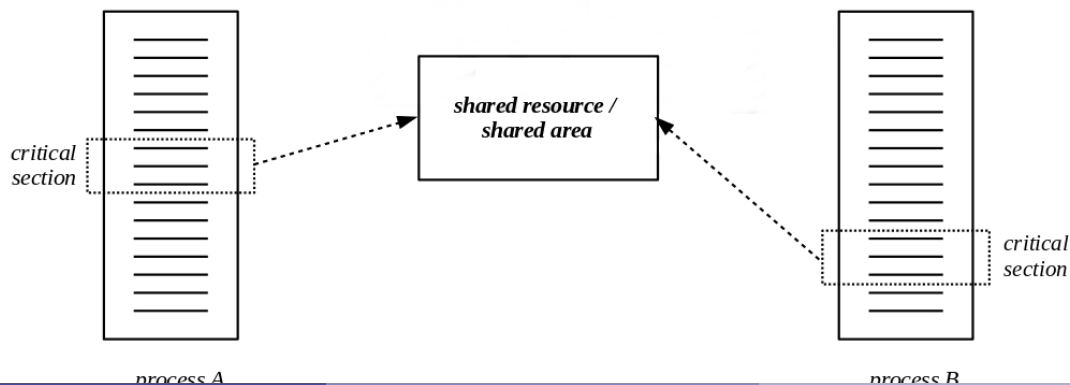 shared resource /
shared area
critical
section
critical
section
process A
process B